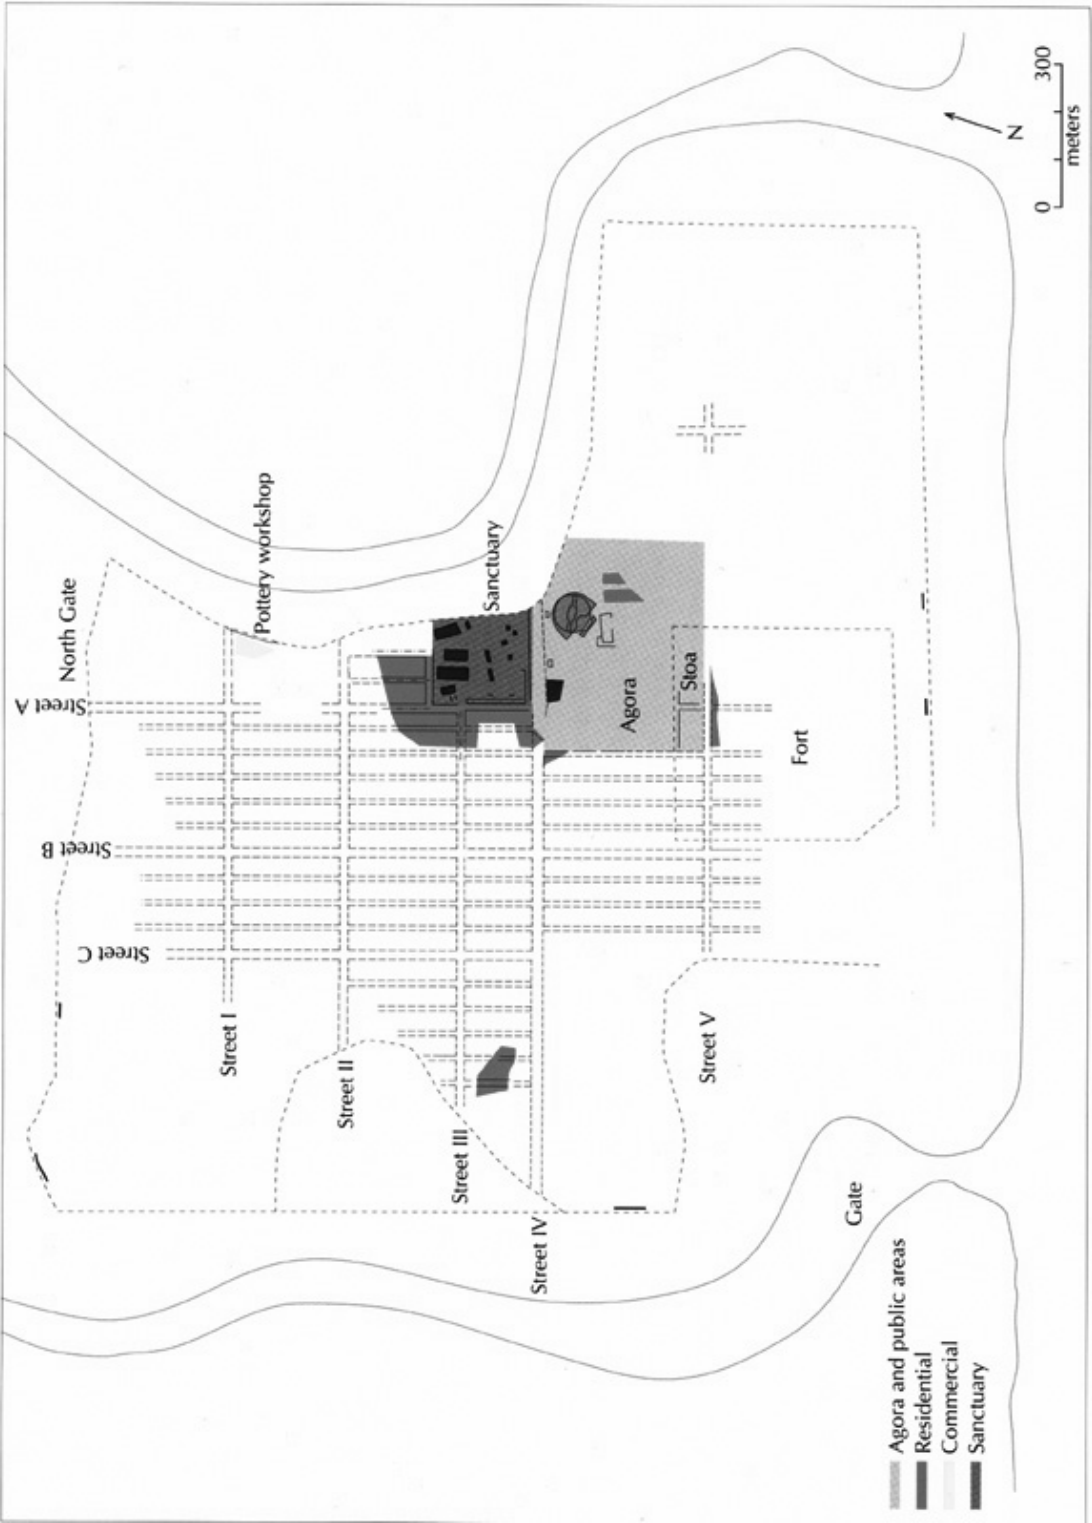 North Gate
Street A
Street B
Street C
Pottery workshop
Sanctuary
Street I
Street II
Street III
Street IV
Street V
Agora
Stoa
Fort
Gate
N
0 300
meters
Agora and public areas
Residential
Commercial
Sanctuary